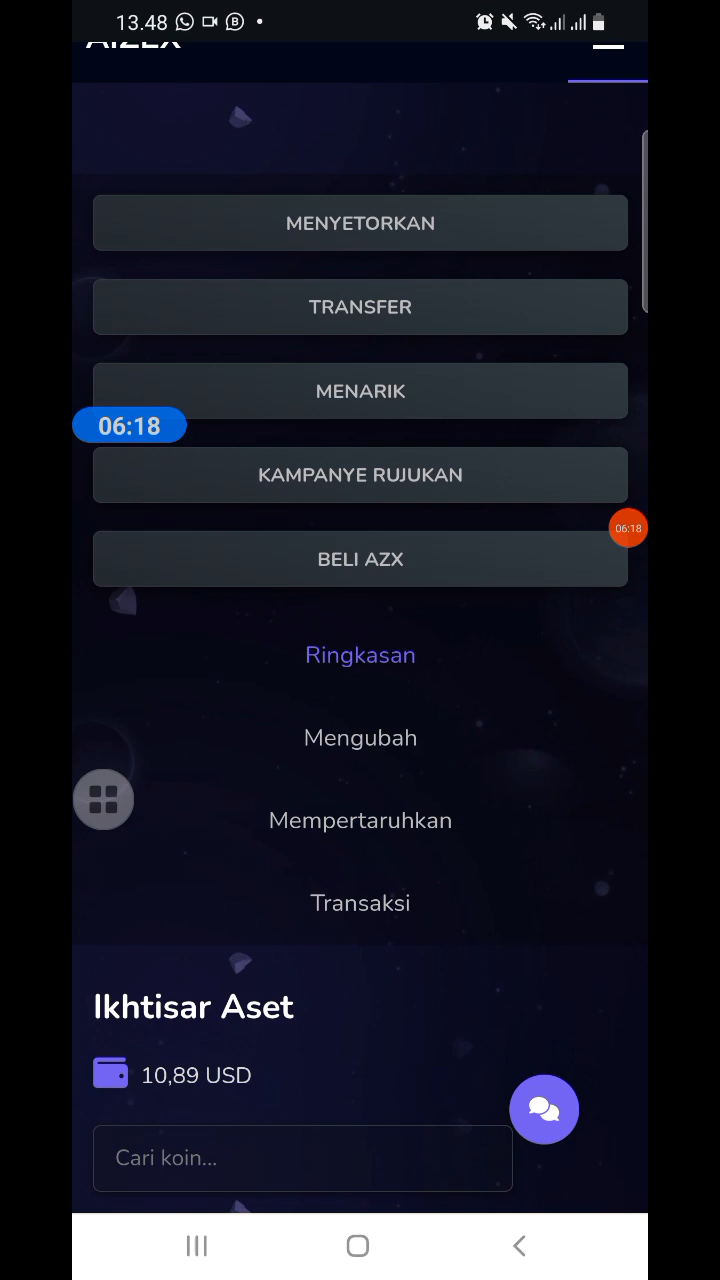 13.48
MENYETORKAN
TRANSFER
MENARIK
06:18
KAMPANYE RUJUKAN
06:18
BELI AZX
Ringkasan
Mengubah
Mempertaruhkan
Transaksi
Ikhtisar Aset
10,89 USD
Cari koin...